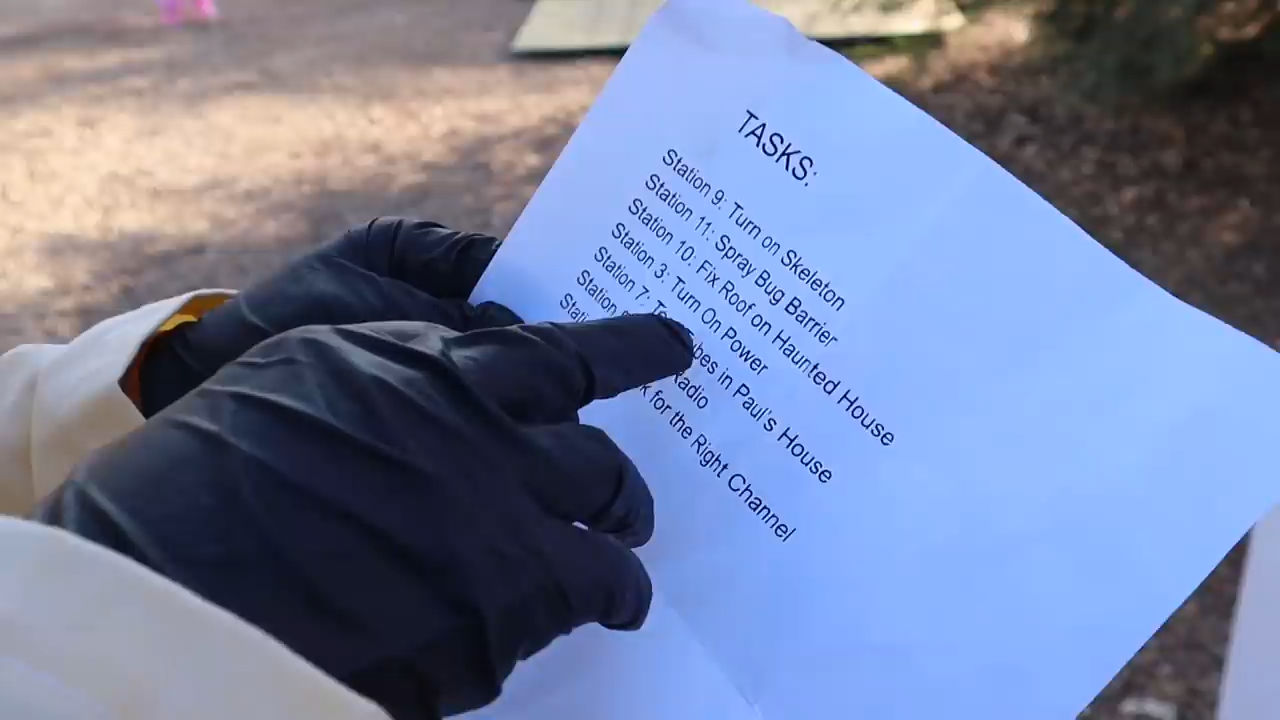 TASKS:
Station 9: Turn on Skeleton
Station 11: Spray Bug Barrier
Station 10: Fix Roof on Haunted House
Station 3: Turn On Power
Station 7: in Paul's House
Station
for the Right Channel